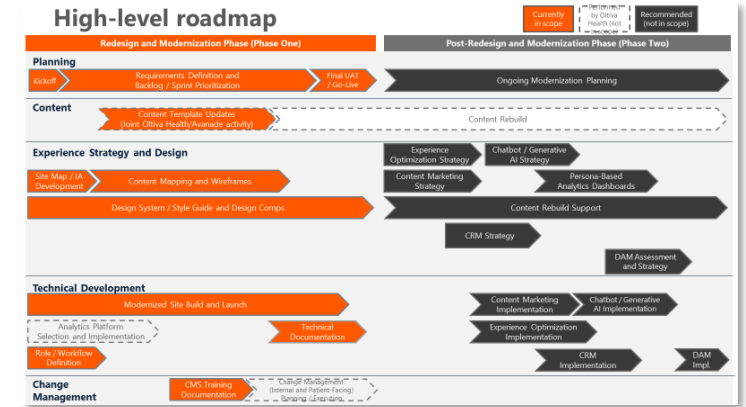 High-level roadmap
Currently
in scope
Performed
by Oltiva
Health (not
in scope)
Recommended
(not in scope)
Redesign and Modernization Phase (Phase One)
Post-Redesign and Modernization Phase (Phase Two)
Planning
Kickoff
Requirements Definition and
Backlog / Sprint Prioritization
Final UAT
/ Go-Live
Ongoing Modernization Planning
Content
Content Template Updates
(Joint Oltiva Health/Avanade activity)
Content Rebuild
Experience Strategy and Design
Experience
Optimization Strategy
Chatbot / Generative
AI Strategy
Site Map / IA
Development
Content Mapping and Wireframes
Content Marketing
Strategy
Persona-Based
Analytics Dashboards
Design System / Style Guide and Design Comps
Content Rebuild Support
CRM Strategy
DAM Assessment
and Strategy
Technical Development
Modernized Site Build and Launch
Content Marketing
Implementation
Chatbot / Generative
AI Implementation
Analytics Platform
Selection and Implementation
Technical
Documentation
Experience Optimization
Implementation
Role / Workflow
Definition
CRM
Implementation
DAM
Impl.
Change
Management
CMS Training
Documentation
Change Management
(Internal and Patient-Facing)
Planning / Execution